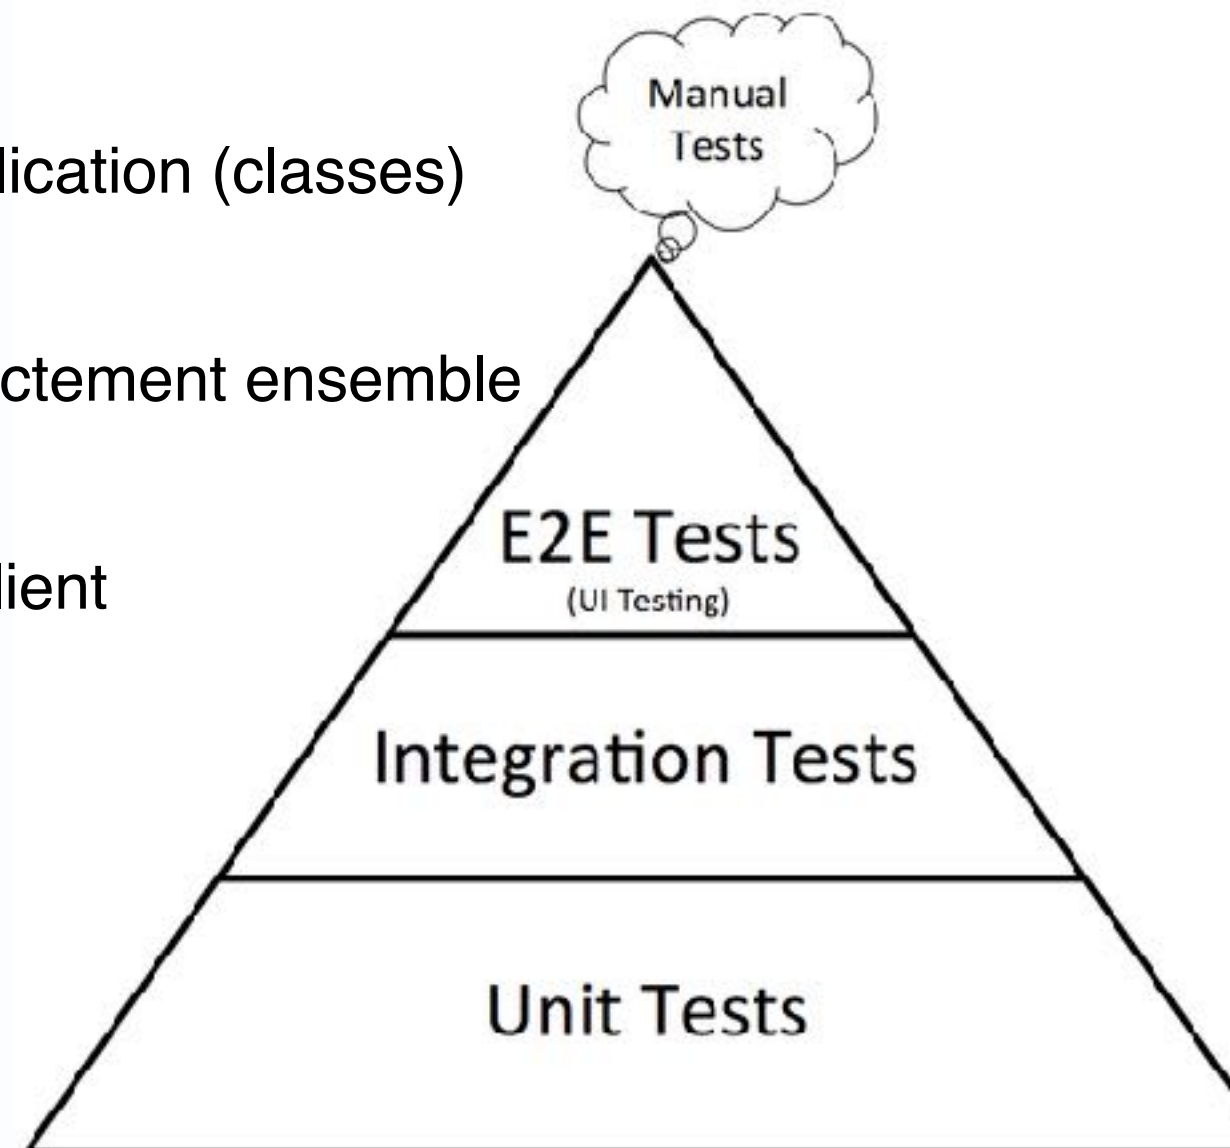 lication (classes)
ctement ensemble
lient
Manual
Tests
E2E Tests
(UI Testing)
Integration Tests
Unit Tests